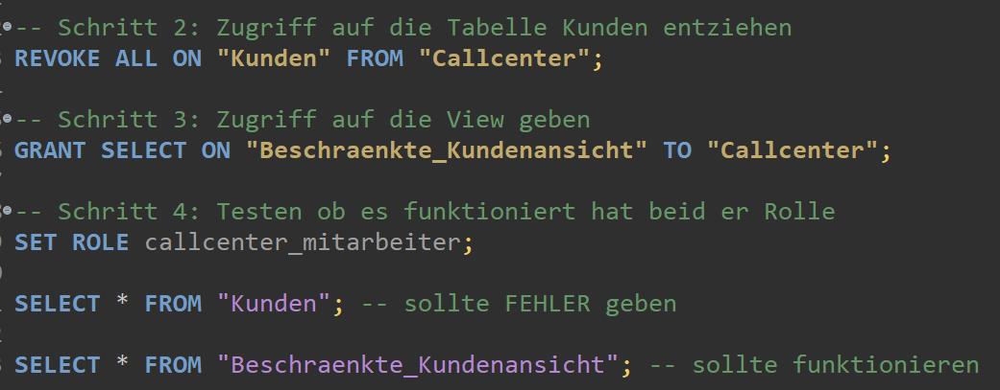 -- Schritt 2: Zugriff auf die Tabelle Kunden entziehen
REVOKE ALL ON "Kunden" FROM "Callcenter";
-- Schritt 3: Zugriff auf die View geben
GRANT SELECT ON "Beschraenkte_Kundenansicht" TO "Callcenter";
-- Schritt 4: Testen ob es funktioniert hat beid er Rolle
SET ROLE callcenter_mitarbeiter;
SELECT * FROM "Kunden"; -- sollte FEHLER geben
SELECT * FROM "Beschraenkte_Kundenansicht"; -- sollte funktionieren